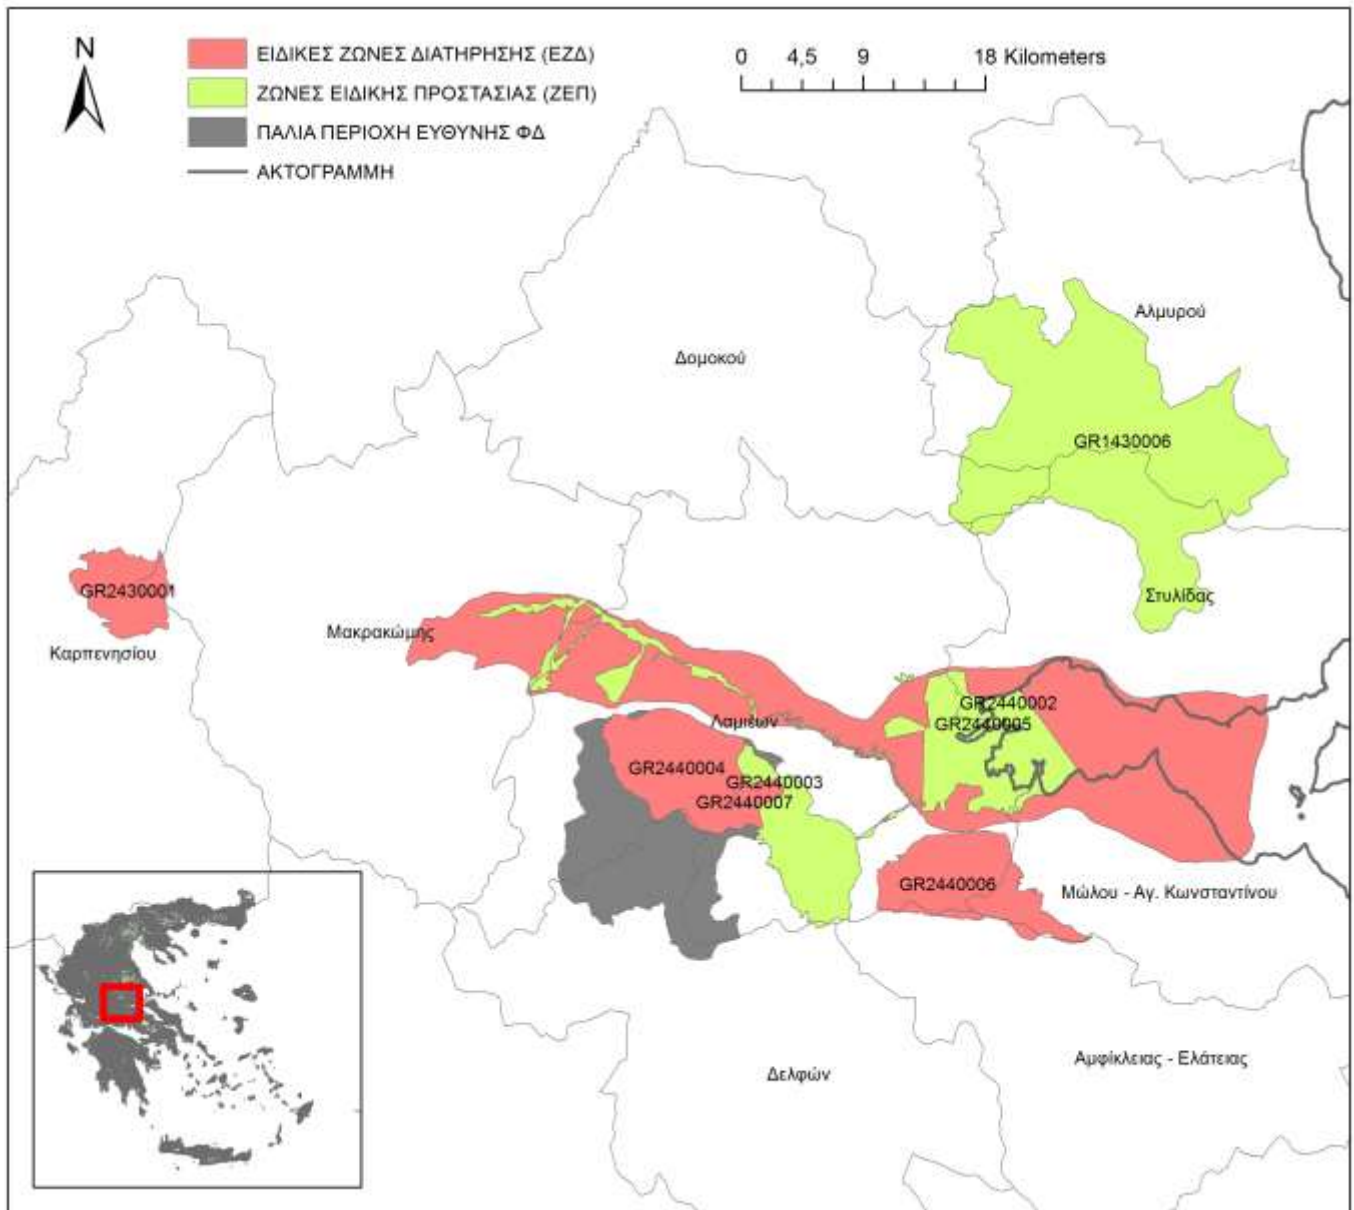 N
ΕΙΔΙΚΕΣ ΖΩΝΕΣ ΔΙΑΤΗΡΗΣΗΣ (ΕΖΔ)
ΖΩΝΕΣ ΕΙΔΙΚΗΣ ΠΡΟΣΤΑΣΙΑΣ (ΖΕΠ)
ΠΑΛΙΑ ΠΕΡΙΟΧΗ ΕΥΘΥΝΗΣ ΦΔ
ΑΚΤΟΓΡΑΜΜΗ
0 4,5 9 18 Kilometers
Αλμυρού
Δομοκού
GR1430006
GR2430001
Στυλίδας
Μακρακώμης
Καρπενησίου
GR2440002
Λαμιέων
GR2440005
GR2440004
GR2440003
GR2440007
GR2440006
Μώλου - Αγ. Κωνσταντίνου
Αμφίκλειας - Ελάτειας
Δελφών